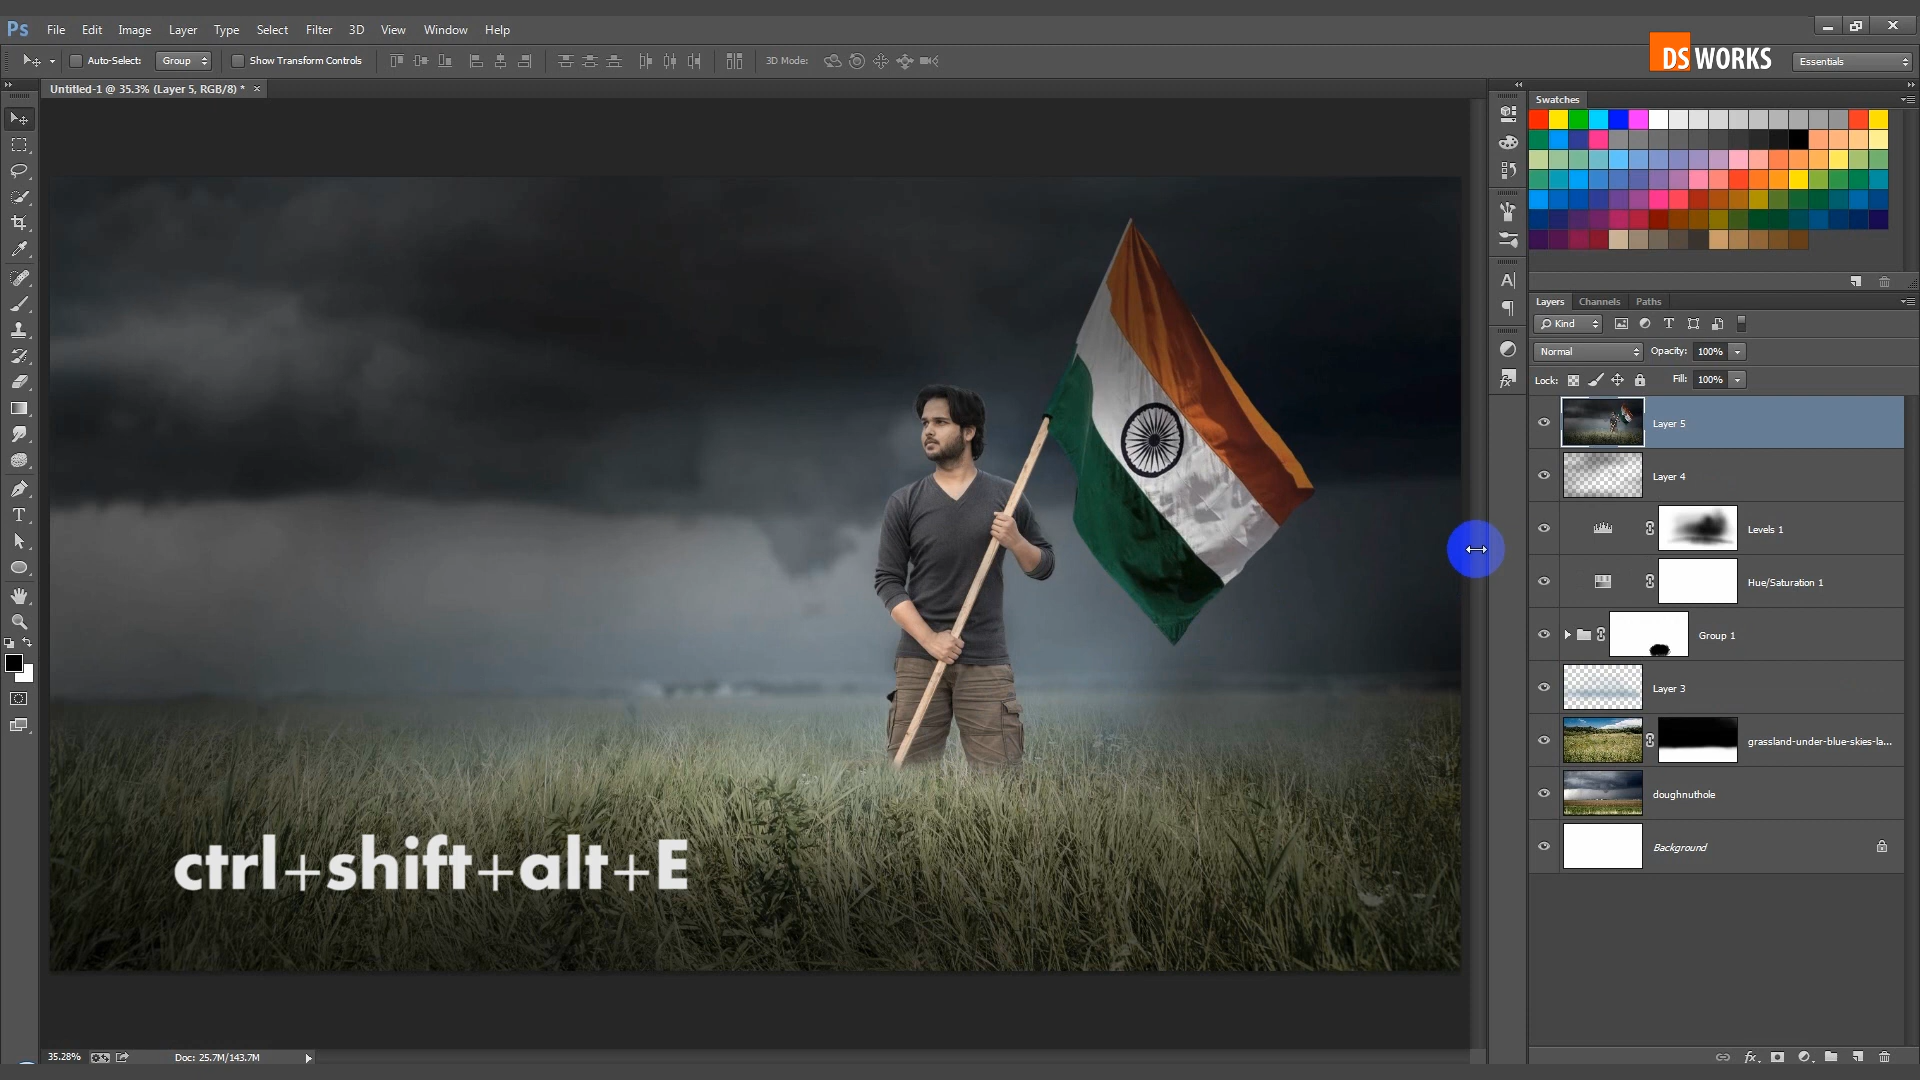 Ps File Edit Image Layer Type Select Filter 3D View Window Help
Auto-Select: Group Show Transform Controls 3D Mode: DS WORKS Essentials
Untitled-1 @ 35.3% (Layer 5, RGB/8) * ×
Swatches
Layers Channels Paths
Kind
Normal Opacity: 100%
Lock: Fill: 100%
Layer 5
Layer 4
Levels 1
Hue/Saturation 1
Group 1
Layer 3
grassland-under-blue-skies-la...
doughnuthole
Background
ctrl+shift+alt+E
35.28% Doc: 25.7M/143.7M